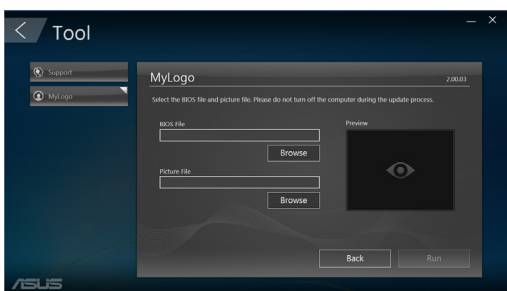 Tool
Support
MyLogo
MyLogo
2,00.03
Select the BIOS file and picture file. Please do not turn off the computer during the update process.
BIOS File
Browse
Picture File
Browse
Preview
Back
Run
ASUS